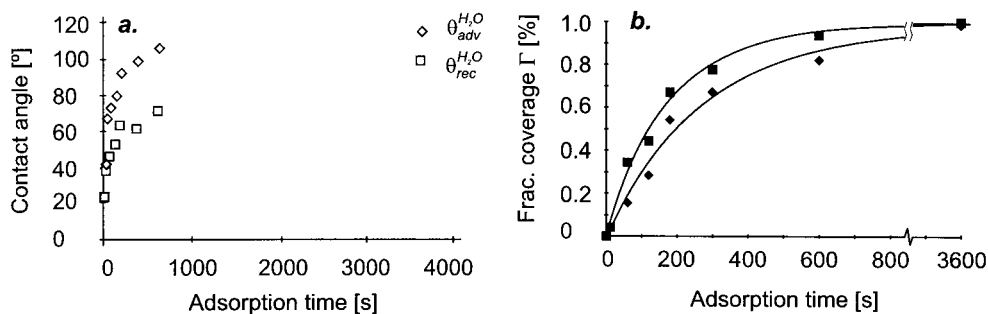 a.
120
100
80
60
40
20
0
Contact angle [º]
0 1000 2000 3000 4000
Adsorption time [s]
θ_adv^H₂O
θ_rec^H₂O
b.
1.0
0.8
0.6
0.4
0.2
0
Frac. coverage Γ [%]
0 200 400 600 800 3600
Adsorption time [s]